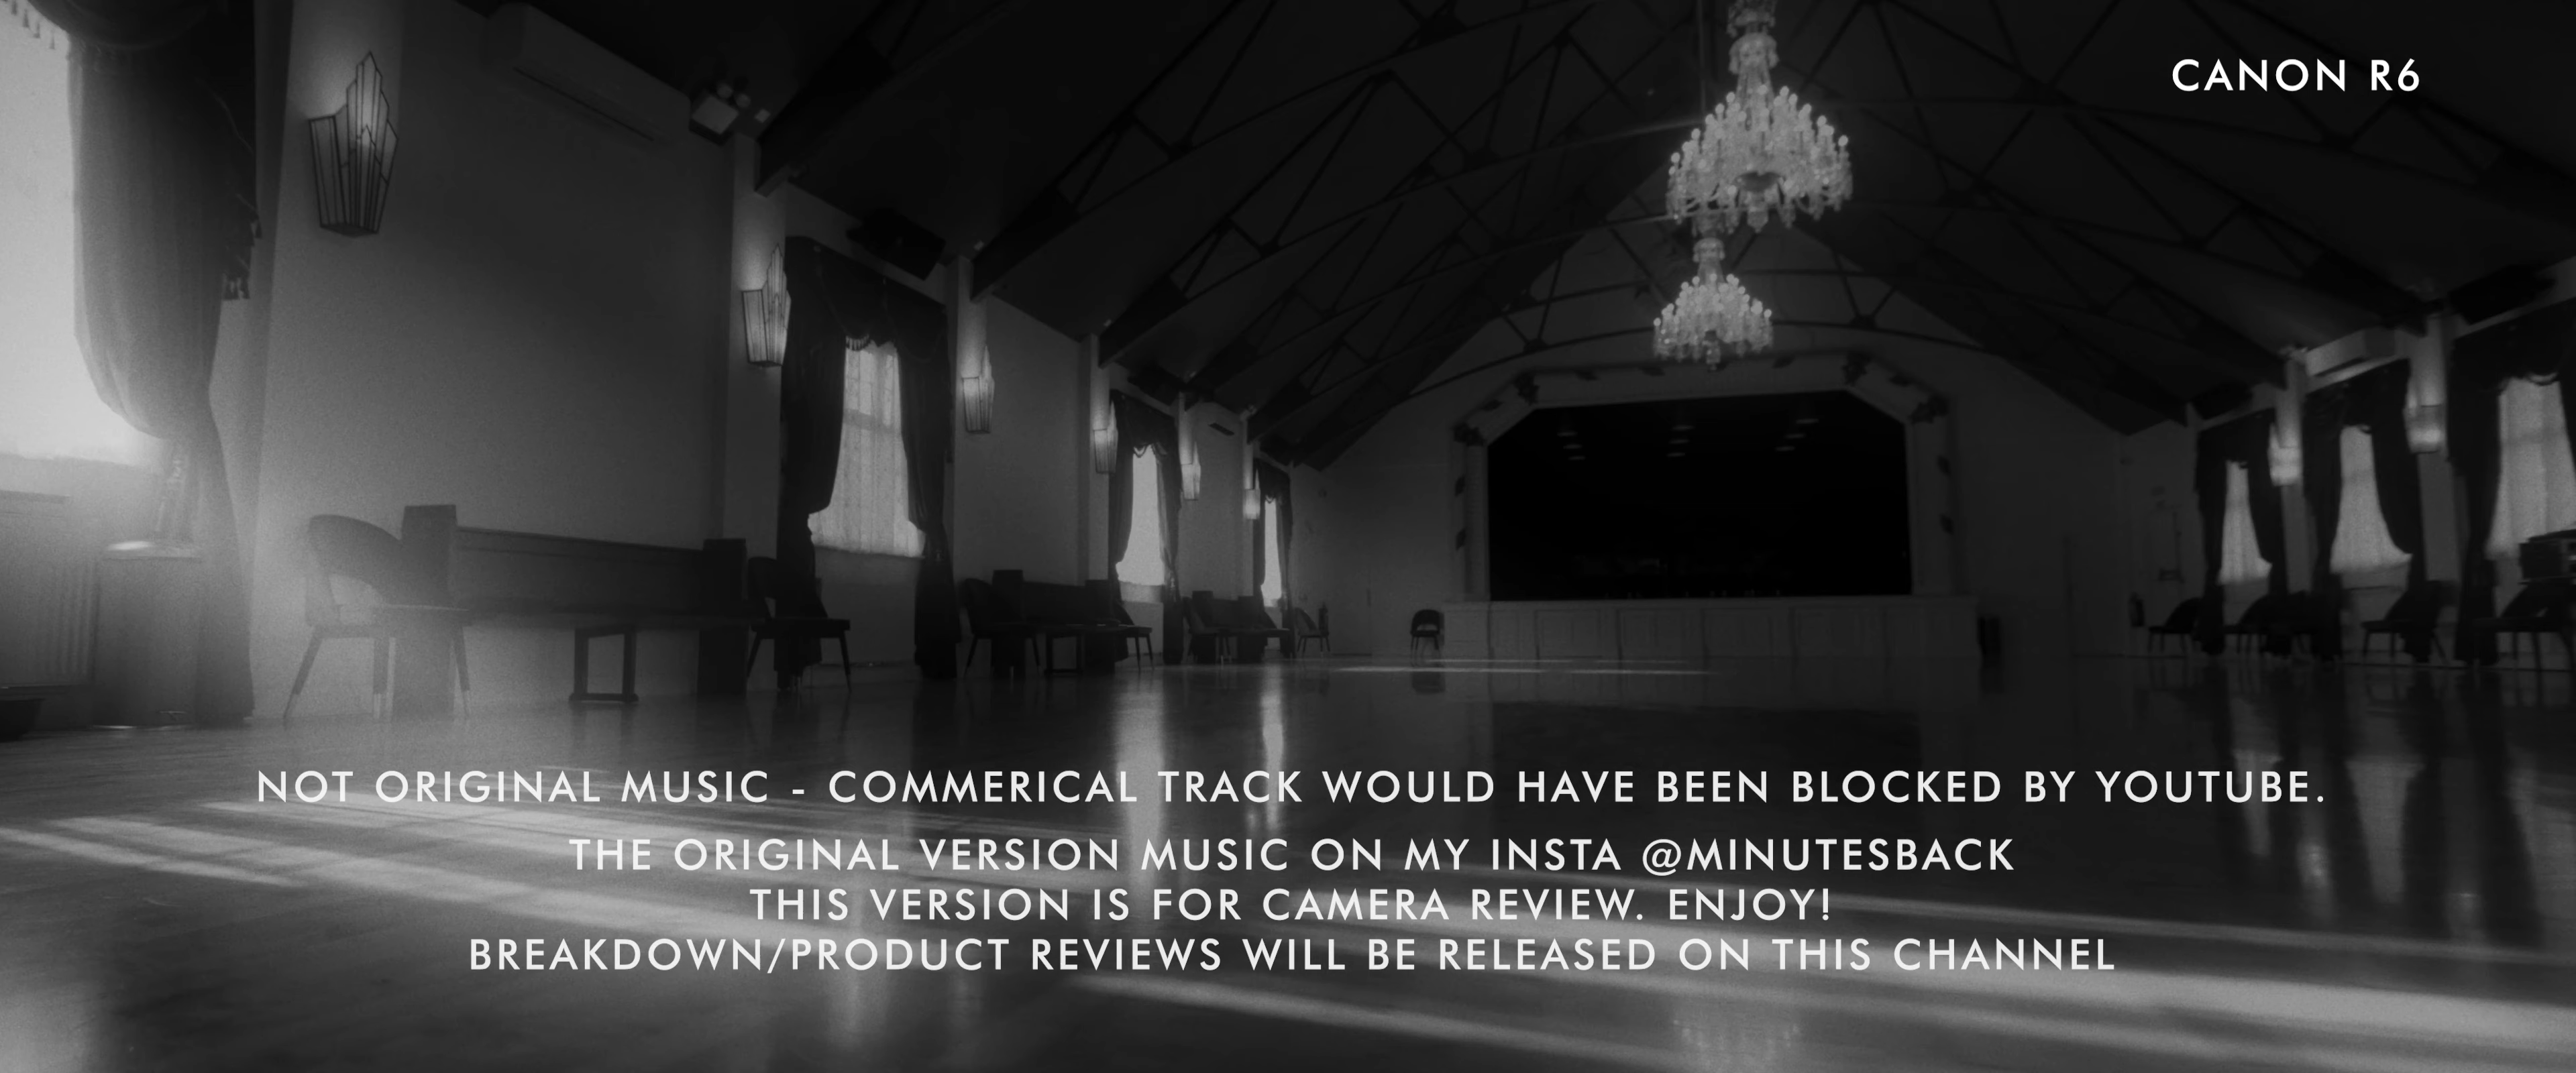 CANON R6
NOT ORIGINAL MUSIC - COMMERICAL TRACK WOULD HAVE BEEN BLOCKED BY YOUTUBE.
THE ORIGINAL VERSION MUSIC ON MY INSTA @MINUTESBACK
THIS VERSION IS FOR CAMERA REVIEW. ENJOY!
BREAKDOWN/PRODUCT REVIEWS WILL BE RELEASED ON THIS CHANNEL